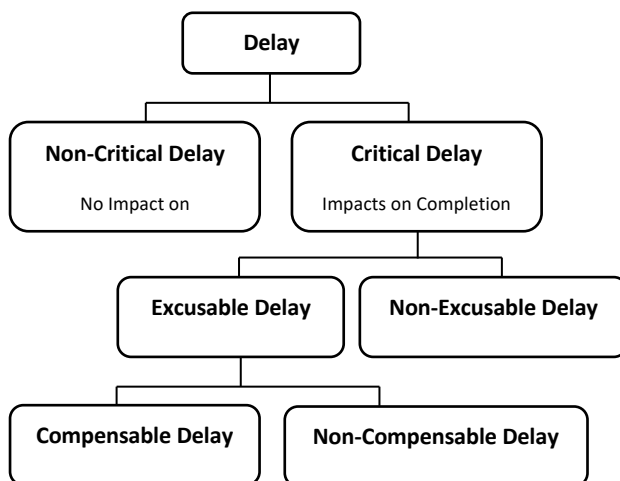 Delay
Non-Critical Delay
No Impact on
Critical Delay
Impacts on Completion
Excusable Delay
Non-Excusable Delay
Compensable Delay
Non-Compensable Delay